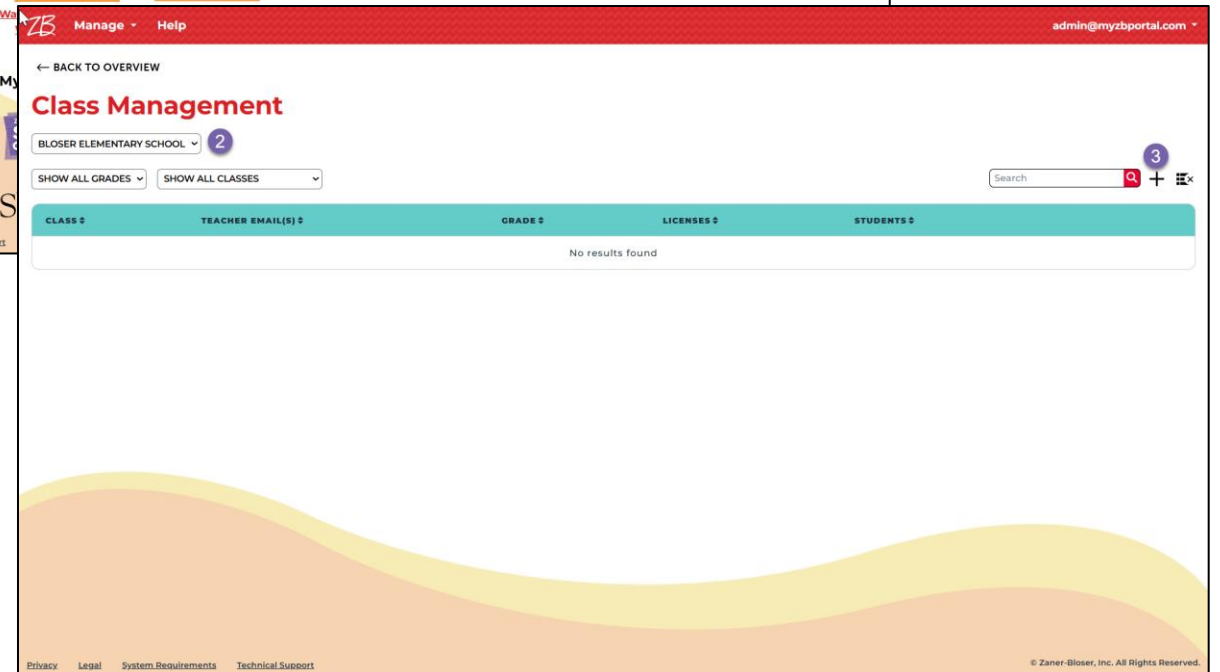 Wa
ZB Manage Help admin@myzbportal.com
← BACK TO OVERVIEW
My
Class Management
BLOSER ELEMENTARY SCHOOL 2
3
SHOW ALL GRADES SHOW ALL CLASSES Search
S
CLASS TEACHER EMAIL(S) GRADE LICENSES STUDENTS
No results found
Privacy Legal System Requirements Technical Support © Zaner-Bloser, Inc. All Rights Reserved.